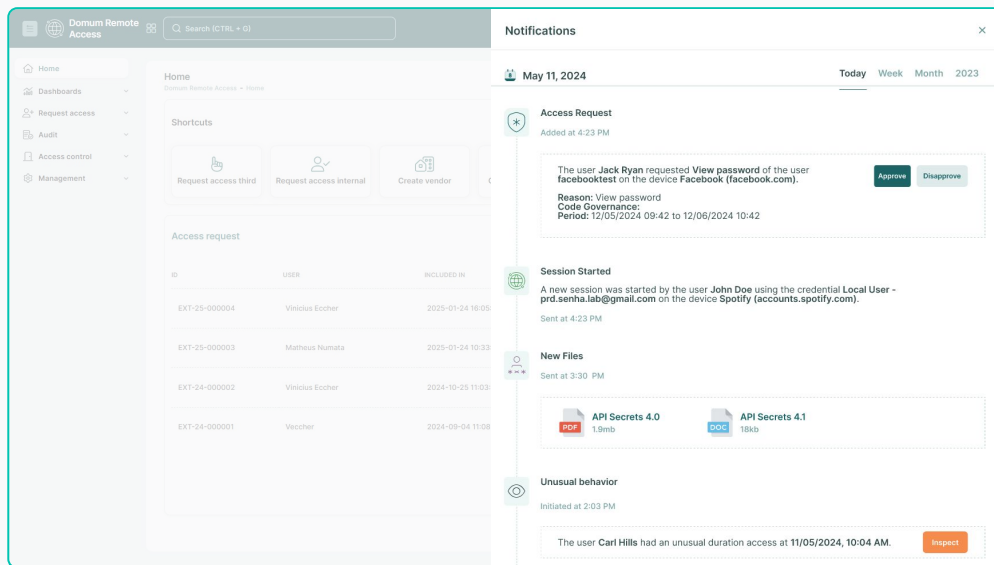 Domum Remote
Access
Search (CTRL + G)
Home
Dashboards
Request access
Audit
Access control
Management
Home
Domum Remote Access • Home
Shortcuts
Request access third
Request access internal
Create vendor
Access request
ID USER INCLUDED IN
EXT-25-000004 Vinicius Eccher 2025-01-24 16:05
EXT-25-000003 Matheus Numata 2025-01-24 10:33
EXT-24-000002 Vinicius Eccher 2024-10-25 11:03:
EXT-24-000001 Veccher 2024-09-04 11:08
Notifications
May 11, 2024
Today Week Month 2023
Access Request
Added at 4:23 PM
The user Jack Ryan requested View password of the user
facebooktest on the device Facebook (facebook.com).
Reason: View password
Code Governance:
Period: 12/05/2024 09:42 to 12/06/2024 10:42
Approve Disapprove
Session Started
A new session was started by the user John Doe using the credential Local User -
prd.senha.lab@gmail.com on the device Spotify (accounts.spotify.com).
Sent at 4:23 PM
New Files
Sent at 3:30 PM
PDF
API Secrets 4.0
1.9mb
DOC
API Secrets 4.1
18kb
Unusual behavior
Initiated at 2:03 PM
The user Carl Hills had an unusual duration access at 11/05/2024, 10:04 AM.
Inspect